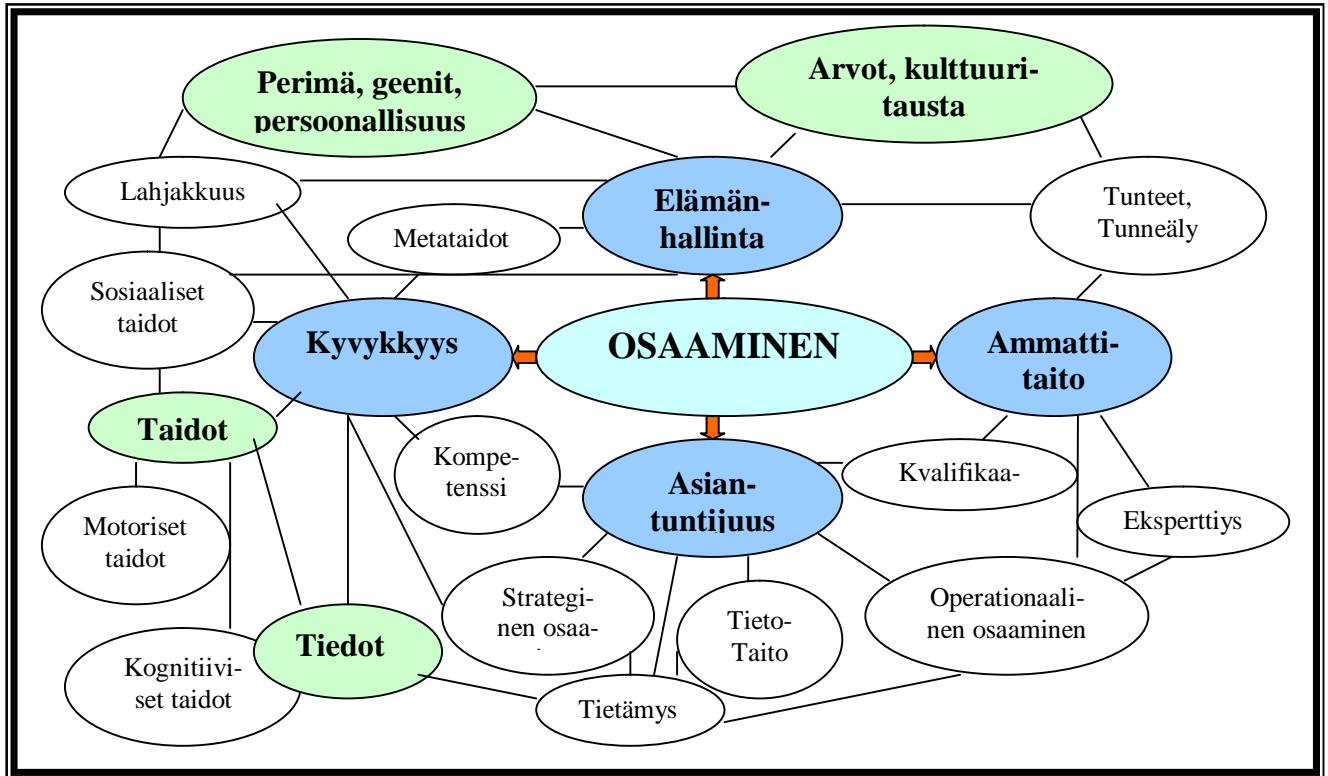 Perimä, geenit,
persoonallisuus
Arvot, kulttuuri-
tausta
Lahjakkuus
Elämän-
hallinta
Tunteet,
Tunneäly
Metataidot
Sosiaaliset
taidot
Kyvykkyys
OSAAMINEN
Ammatti-
taito
Taidot
Kompe-
tenssi
Asian-
tuntijuus
Kvalifikaa-
Eksperttiys
Motoriset
taidot
Strategi-
nen osaa-
Tieto-
Taito
Operationaali-
nen osaaminen
Tiedot
Kognitiivi-
set taidot
Tietämys